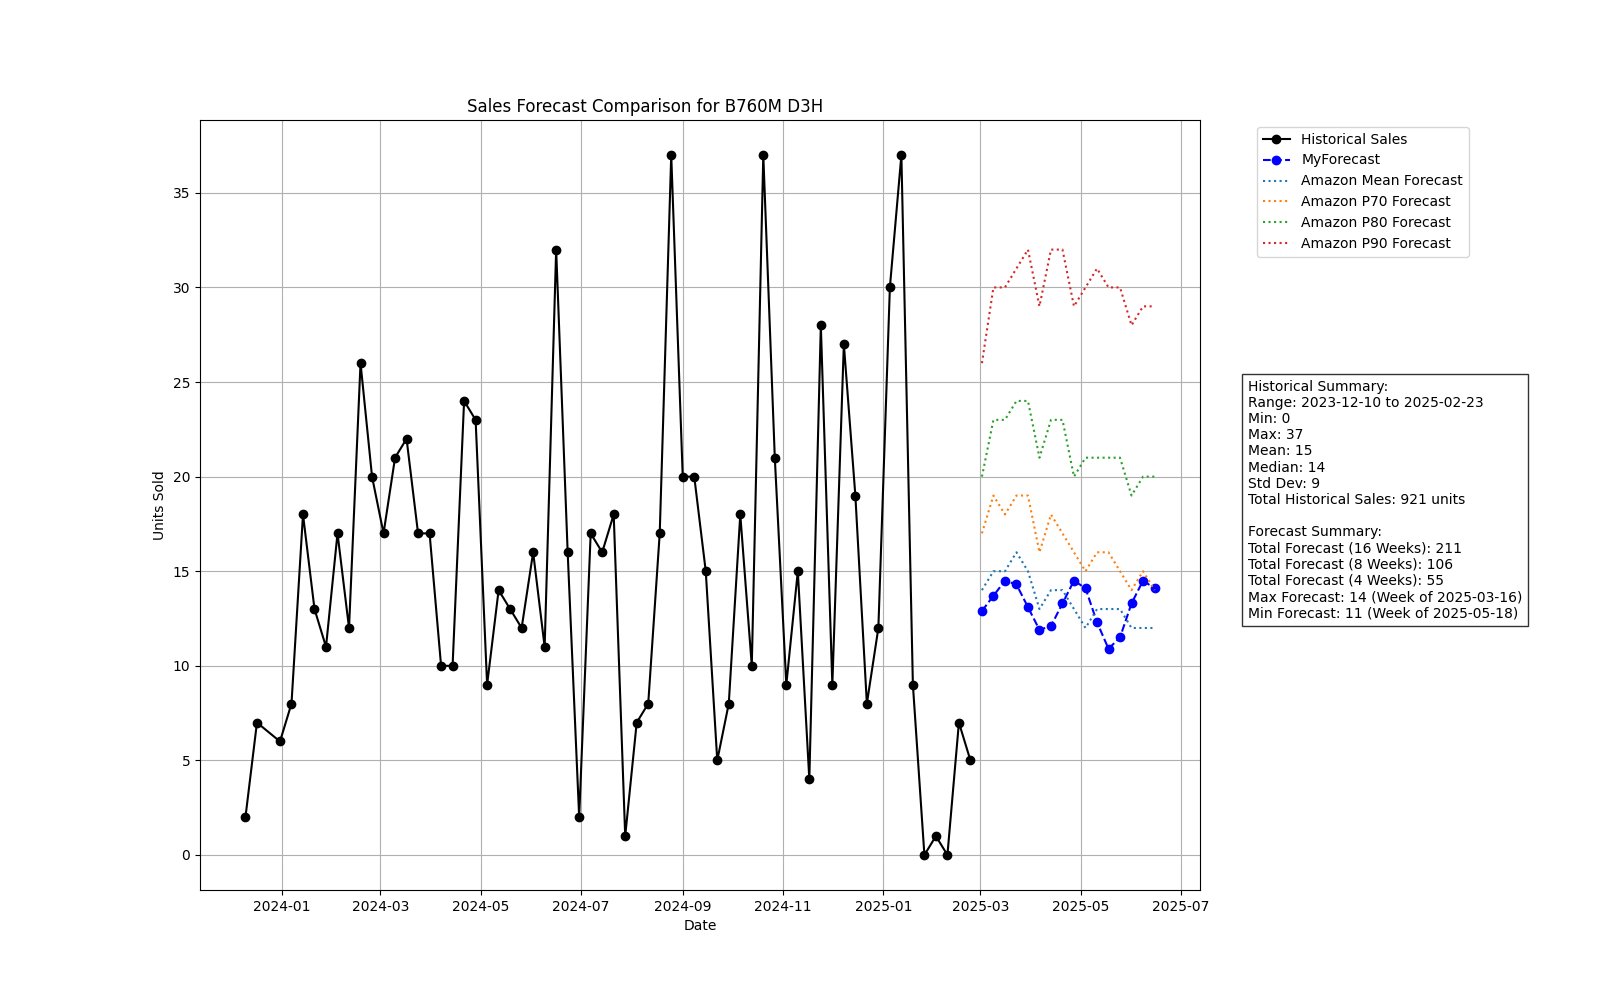 Sales Forecast Comparison for B760M D3H
Units Sold
35
30
25
20
15
10
5
0
2024-01
2024-03
2024-05
2024-07
2024-09
2024-11
2025-01
2025-03
2025-05
2025-07
Date
Historical Sales
MyForecast
Amazon Mean Forecast
Amazon P70 Forecast
Amazon P80 Forecast
Amazon P90 Forecast
Historical Summary:
Range: 2023-12-10 to 2025-02-23
Min: 0
Max: 37
Mean: 15
Median: 14
Std Dev: 9
Total Historical Sales: 921 units
Forecast Summary:
Total Forecast (16 Weeks): 211
Total Forecast (8 Weeks): 106
Total Forecast (4 Weeks): 55
Max Forecast: 14 (Week of 2025-03-16)
Min Forecast: 11 (Week of 2025-05-18)